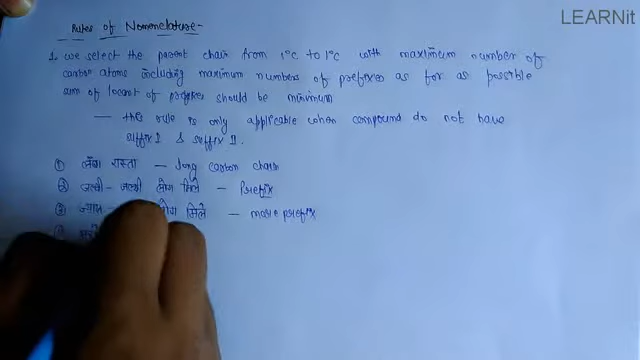 LEARNit
Rules of Nomenclature-
1. we select the parent chain from 1°C to 1°C with maximum number of
carbon atoms including maximum numbers of prefixes as for as possible
sum of locant of prefixes should be minimum
— this rule is only applicable when compound do not have
suffix I & suffix II.
① लाँग रास्ता — long carbon chain
② जल्दी - जल्दी लोग मिले — Prefix
③ लोग मिले — more prefix
④